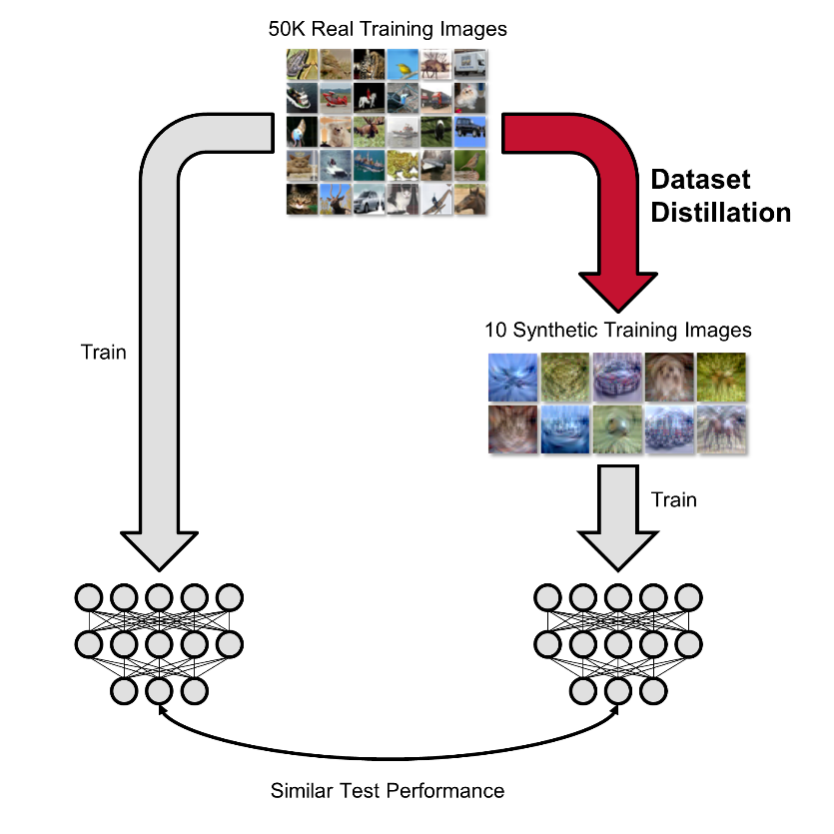 50K Real Training Images
Dataset
Distillation
10 Synthetic Training Images
Train
Train
Similar Test Performance